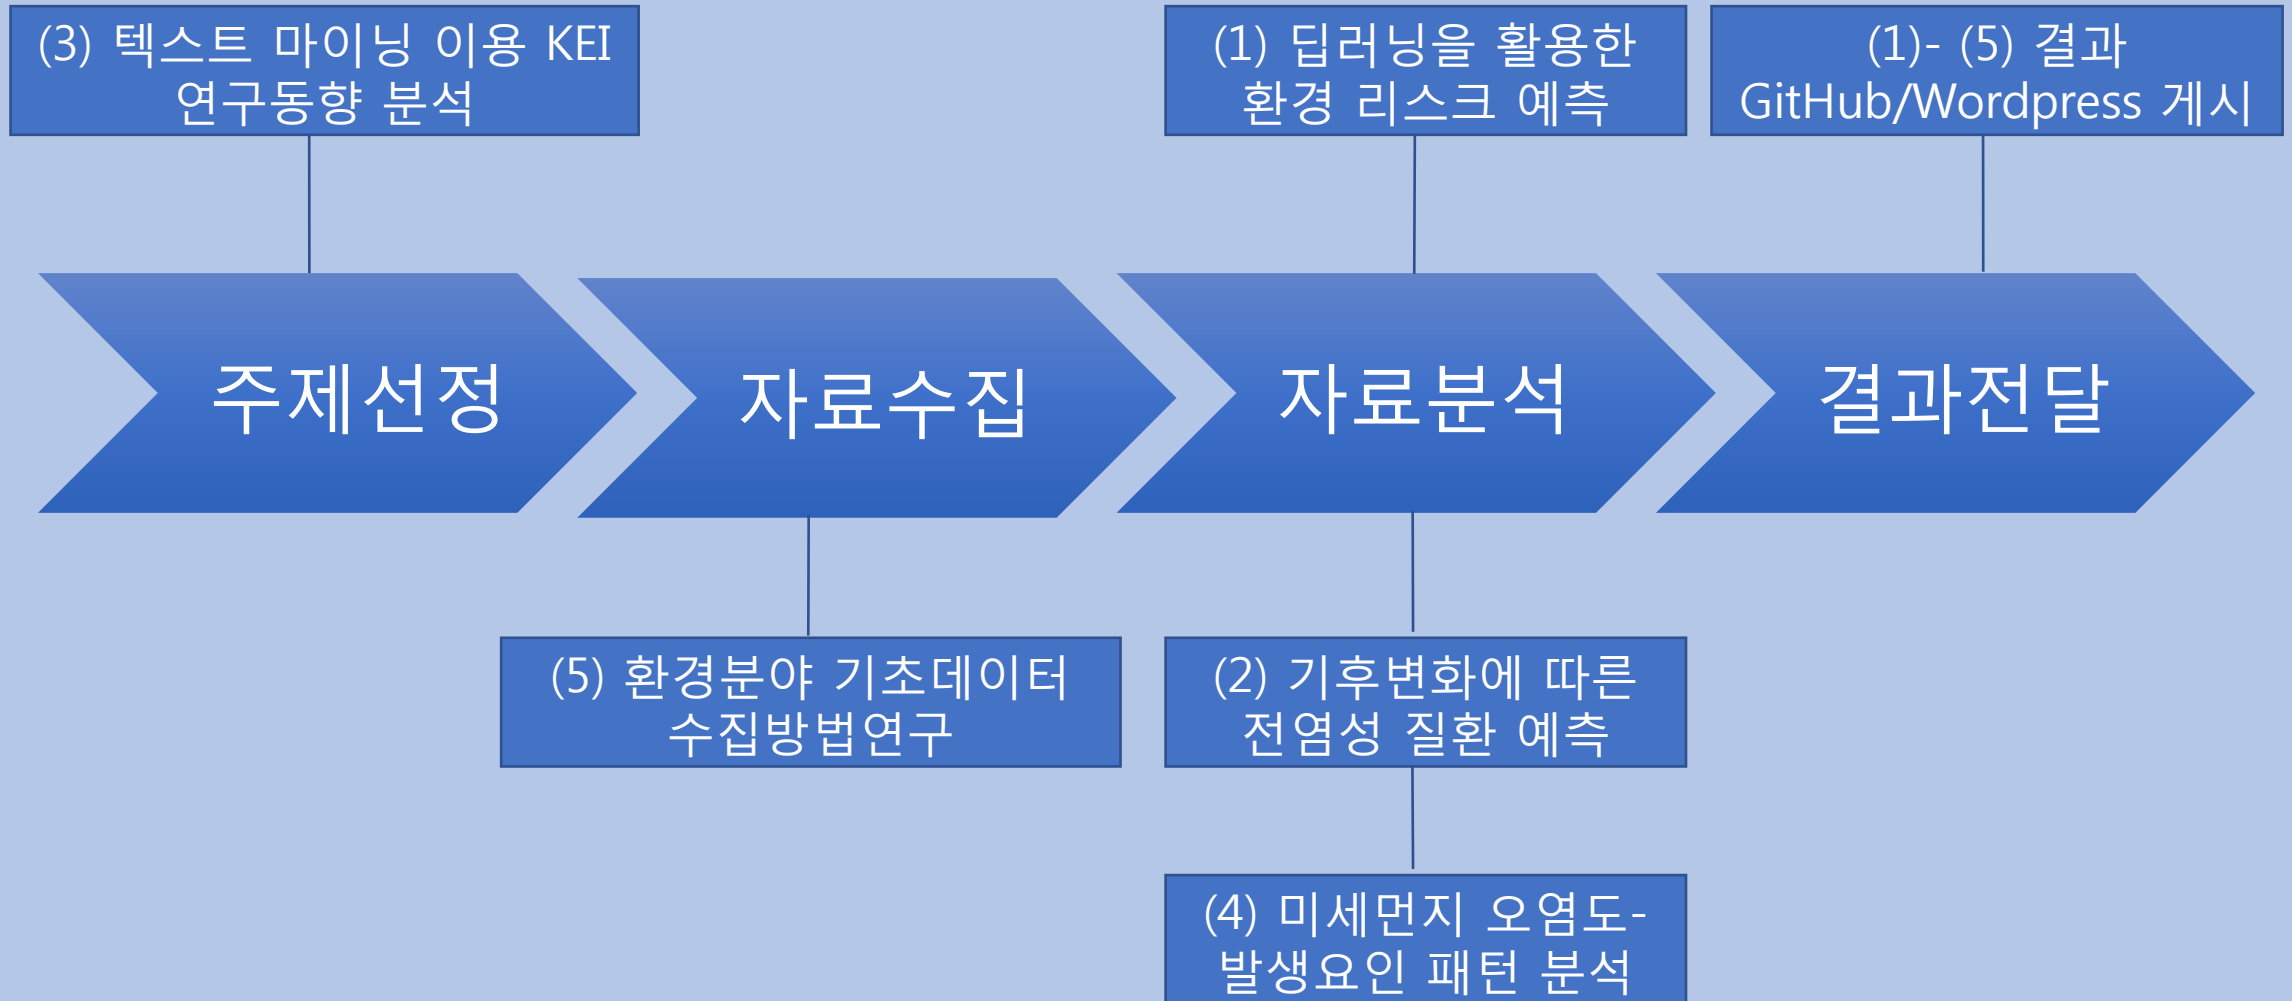 (3) 텍스트 마이닝 이용 KEI
연구동향 분석
(1) 딥러닝을 활용한
환경 리스크 예측
(1)- (5) 결과
GitHub/Wordpress 게시
주제선정
자료수집
자료분석
결과전달
(5) 환경분야 기초데이터
수집방법연구
(2) 기후변화에 따른
전염성 질환 예측
(4) 미세먼지 오염도-
발생요인 패턴 분석